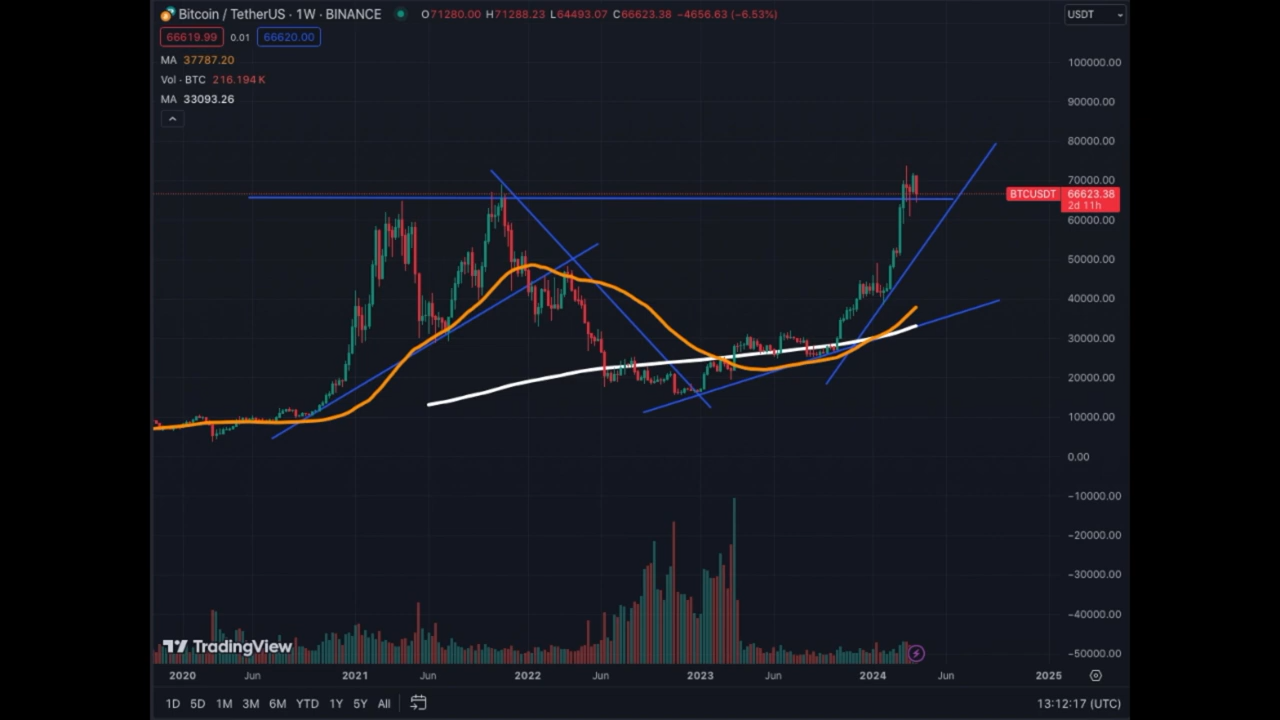 Bitcoin / TetherUS · 1W · BINANCE O71280.00 H71288.23 L64493.07 C66623.38 −4656.63 (−6.53%)
USDT
66619.99 0.01 66620.00
MA 37787.20
Vol · BTC 216.194 K
MA 33093.26
100000.00
90000.00
80000.00
70000.00
BTCUSDT 66623.38
2d 11h
60000.00
50000.00
40000.00
30000.00
20000.00
10000.00
0.00
−10000.00
−20000.00
−30000.00
−40000.00
−50000.00
TradingView
2020 Jun 2021 Jun 2022 Jun 2023 Jun 2024 Jun 2025
1D 5D 1M 3M 6M YTD 1Y 5Y All 13:12:17 (UTC)